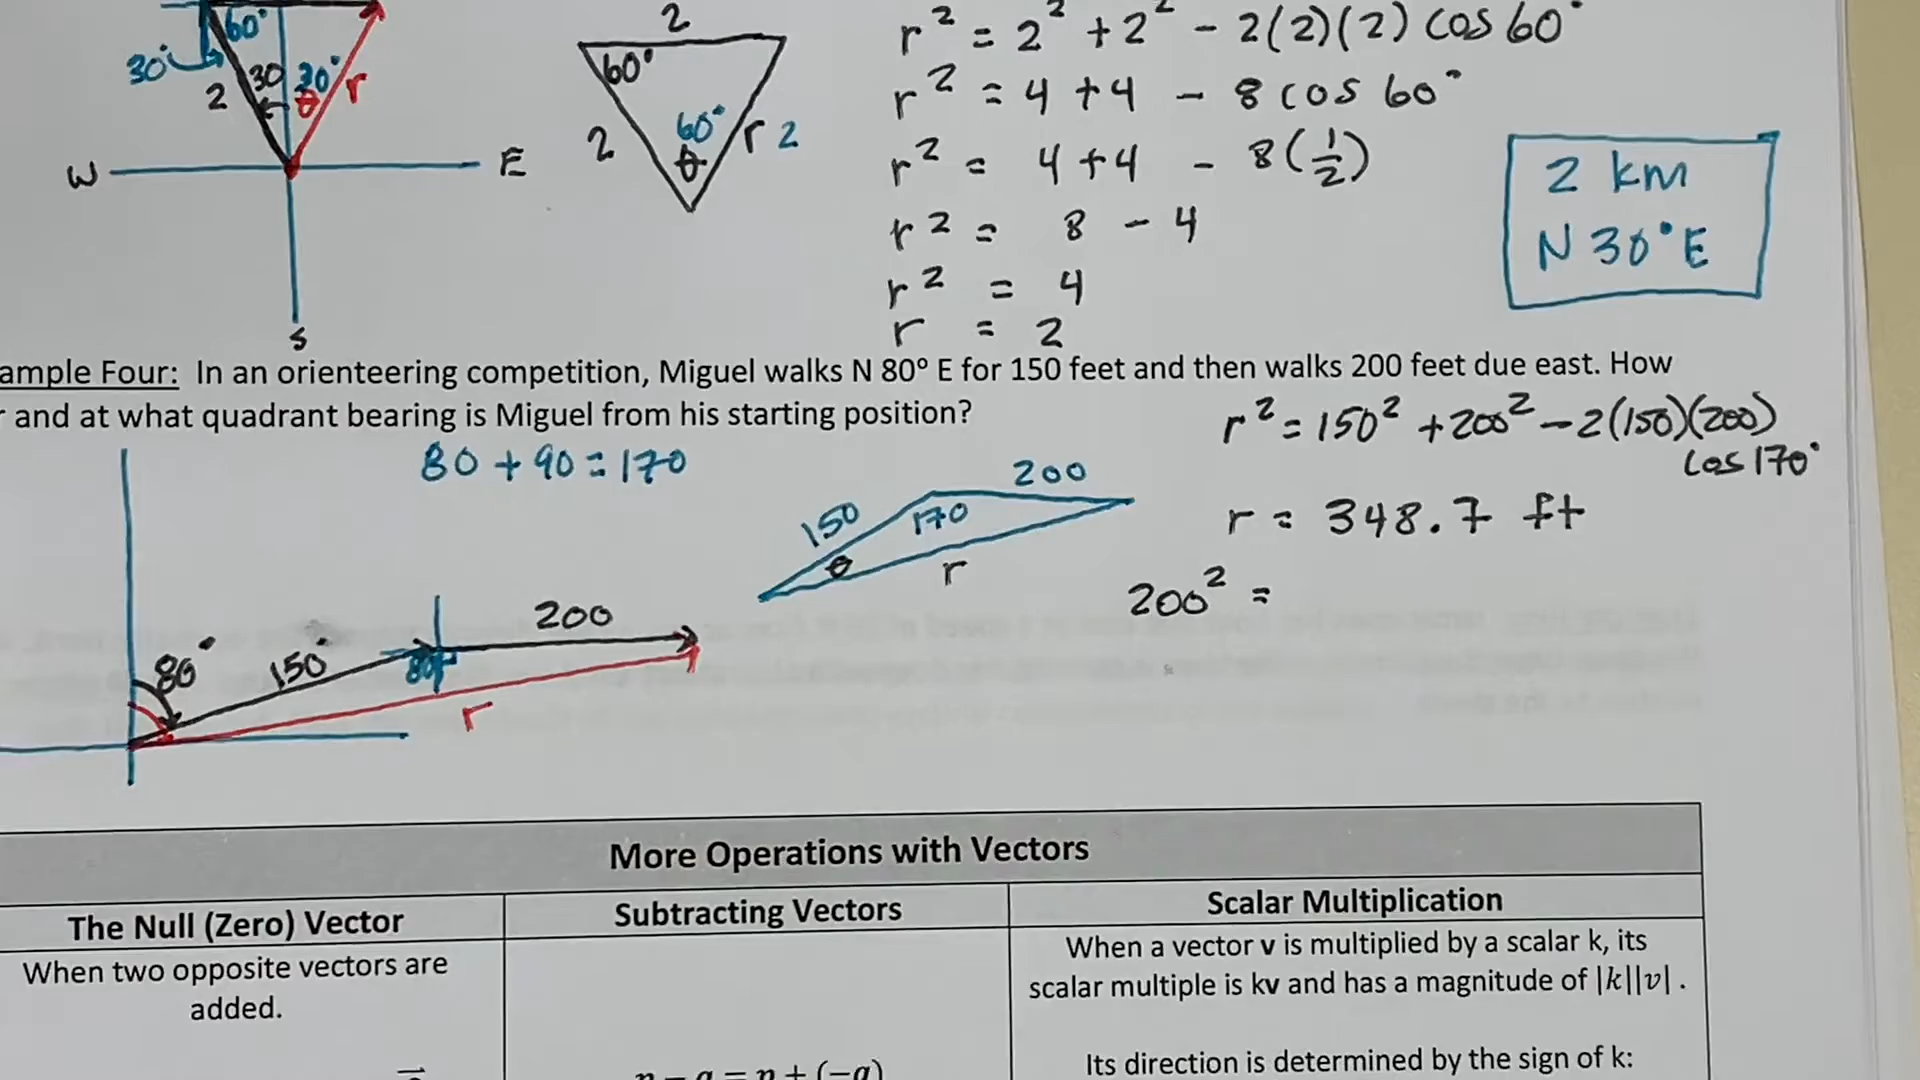 60°
30°
30 30°
2 θ r
W E
S
2
60°
60°
2 θ r 2
r² = 2² + 2² - 2(2)(2) cos 60°
r² = 4 + 4 - 8 cos 60°
r² = 4 + 4 - 8(1/2)
r² = 8 - 4
r² = 4
r = 2
2 km
N 30° E
ample Four: In an orienteering competition, Miguel walks N 80º E for 150 feet and then walks 200 feet due east. How
r and at what quadrant bearing is Miguel from his starting position?
80 + 90 = 170
80°
150
80
200
r
200
150
170
θ
r
r² = 150² + 200² - 2(150)(200)
cos 170°
r = 348.7 ft
200² =
More Operations with Vectors
The Null (Zero) Vector
When two opposite vectors are
added.
Subtracting Vectors
p - q = p + (-q)
Scalar Multiplication
When a vector v is multiplied by a scalar k, its
scalar multiple is kv and has a magnitude of |k||v| .
Its direction is determined by the sign of k: